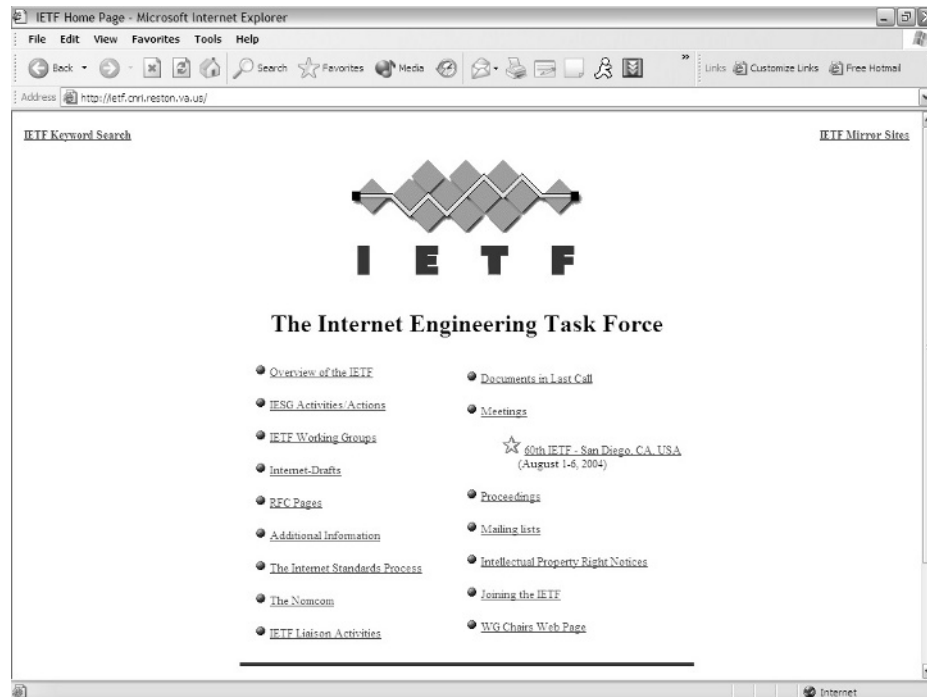 IETF Home Page - Microsoft Internet Explorer
File Edit View Favorites Tools Help
Back Search Favorites Media » Links Customize Links Free Hotmail
Address http://ietf.cnri.reston.va.us/
IETF Keyword Search IETF Mirror Sites
I E T F
The Internet Engineering Task Force
Overview of the IETF
IESG Activities/Actions
IETF Working Groups
Internet-Drafts
RFC Pages
Additional Information
The Internet Standards Process
The Nomcom
IETF Liaison Activities
Documents in Last Call
Meetings
60th IETF - San Diego, CA, USA
(August 1-6, 2004)
Proceedings
Mailing lists
Intellectual Property Right Notices
Joining the IETF
WG Chairs Web Page
Internet